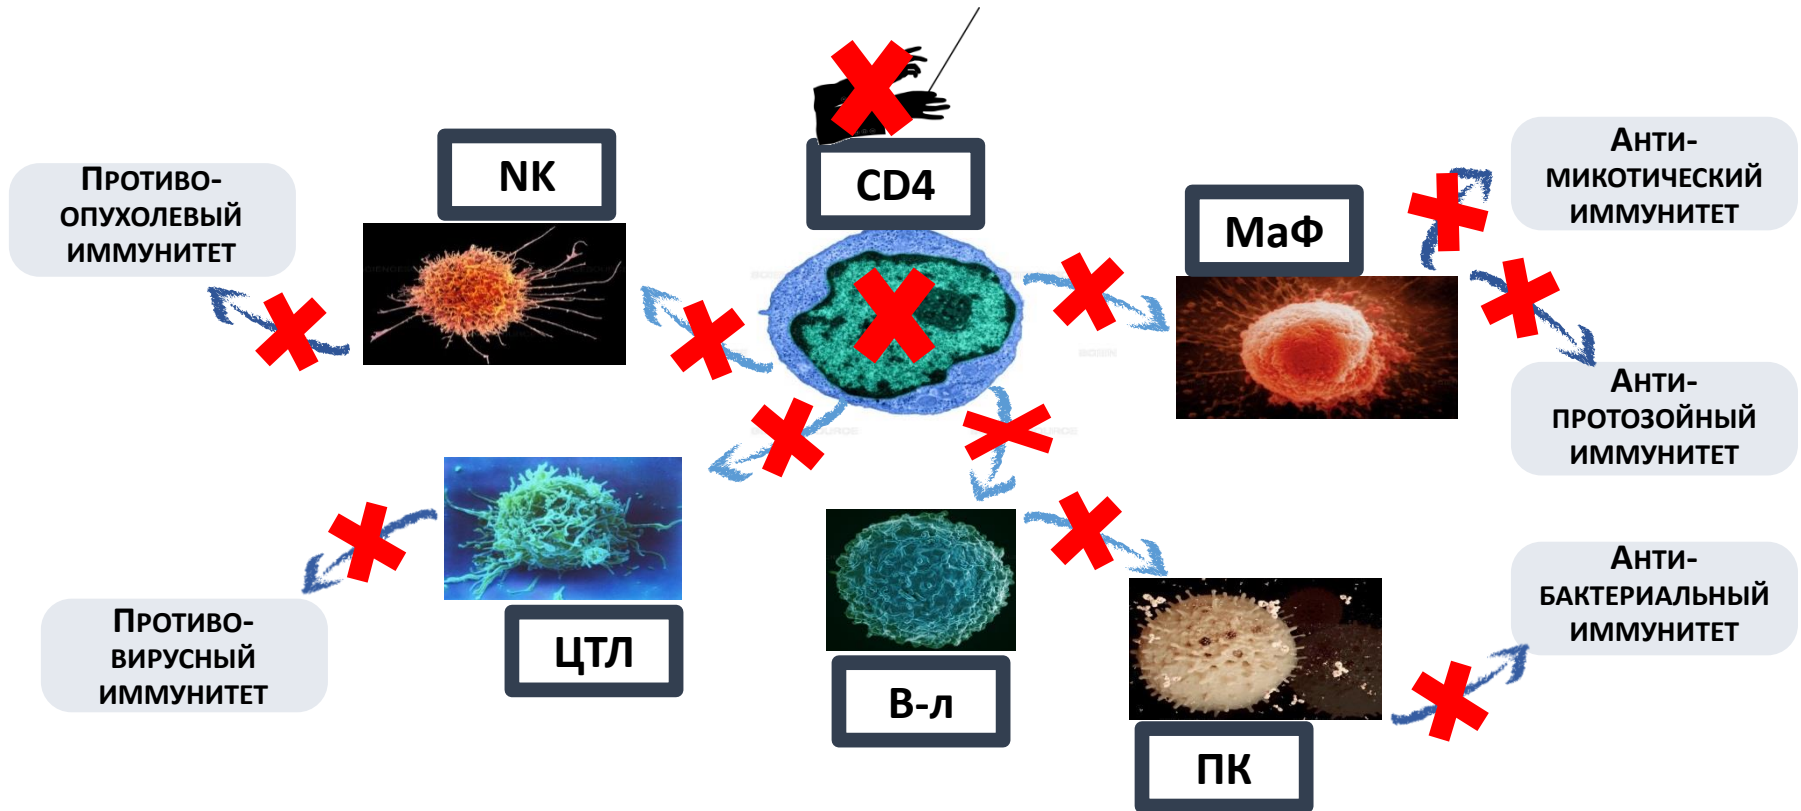 NK
CD4
МаФ
ПРОТИВО-
ОПУХОЛЕВЫЙ
ИММУНИТЕТ
АНТИ-
МИКОТИЧЕСКИЙ
ИММУНИТЕТ
АНТИ-
ПРОТОЗОЙНЫЙ
ИММУНИТЕТ
ПРОТИВО-
ВИРУСНЫЙ
ИММУНИТЕТ
ЦТЛ
В-л
ПК
АНТИ-
БАКТЕРИАЛЬНЫЙ
ИММУНИТЕТ